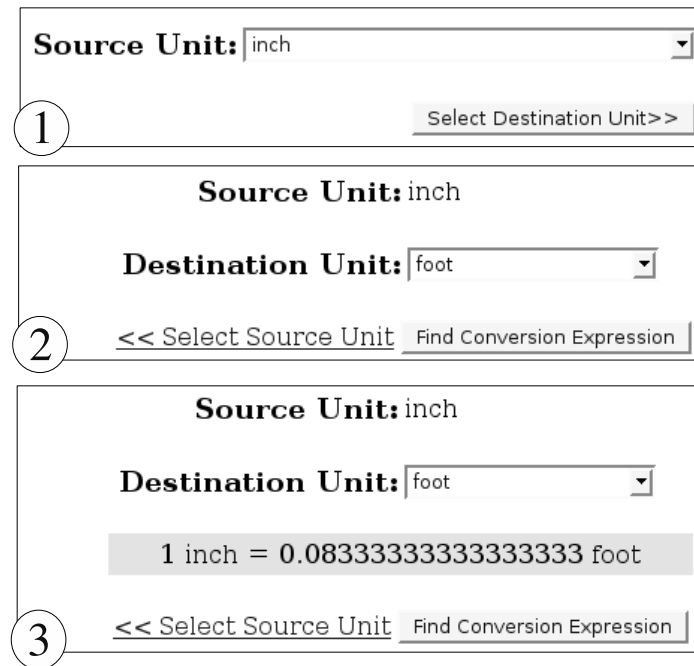 Source Unit: inch
Select Destination Unit>>
1
Source Unit: inch
Destination Unit: foot
<< Select Source Unit Find Conversion Expression
2
Source Unit: inch
Destination Unit: foot
1 inch = 0.08333333333333333 foot
<< Select Source Unit Find Conversion Expression
3